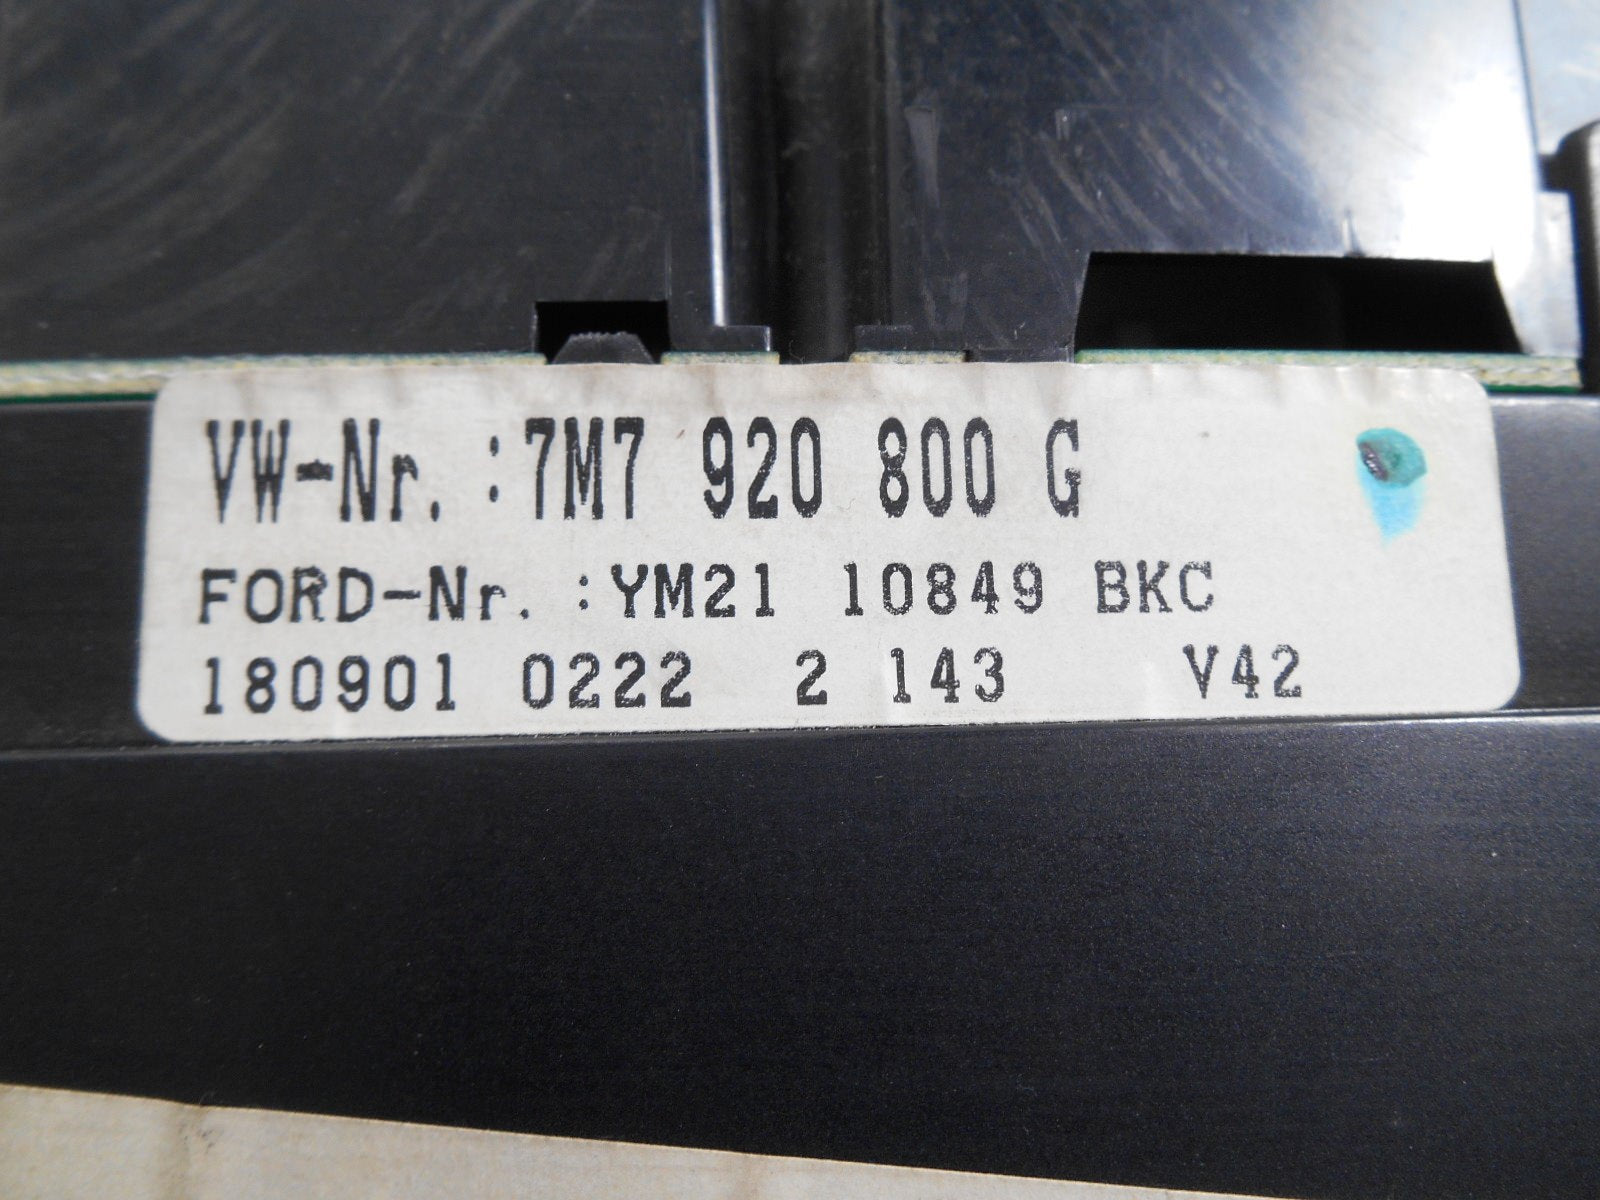 VW-Nr. :7M7 920 800 G
FORD-Nr. :YM21 10849 BKC
180901 0222 2 143 V42